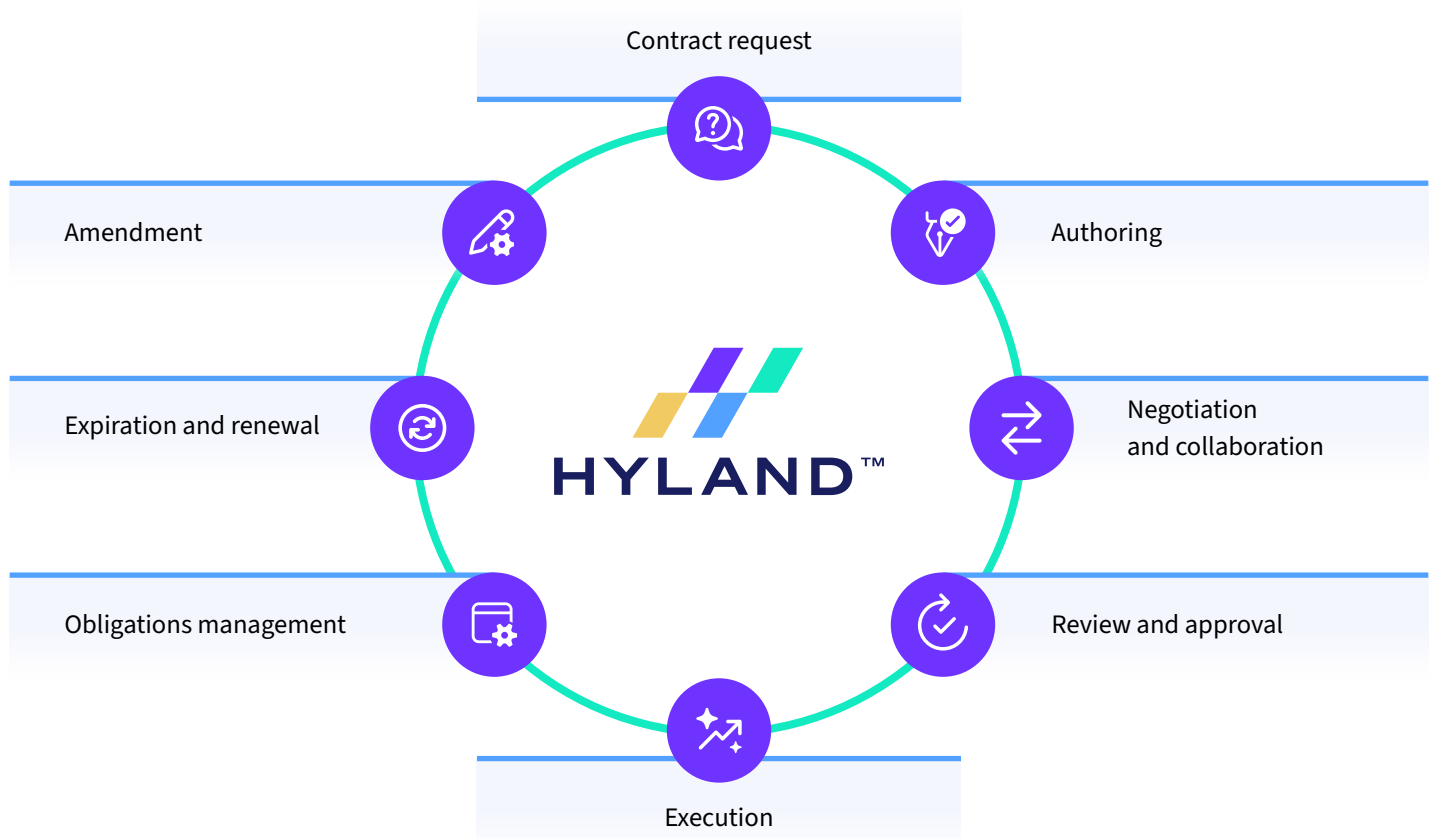 Contract request
Authoring
Negotiation
and collaboration
Review and approval
Execution
Obligations management
Expiration and renewal
Amendment
HYLAND™